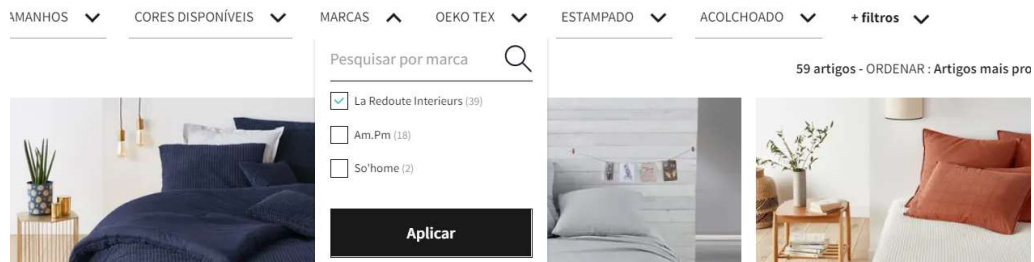 AMANHOS CORES DISPONÍVEIS MARCAS OEKO TEX ESTAMPADO ACOLCHOADO + filtros
Pesquisar por marca
59 artigos - ORDENAR : Artigos mais pro
La Redoute Interieurs (39)
Am.Pm (18)
So'home (2)
Aplicar